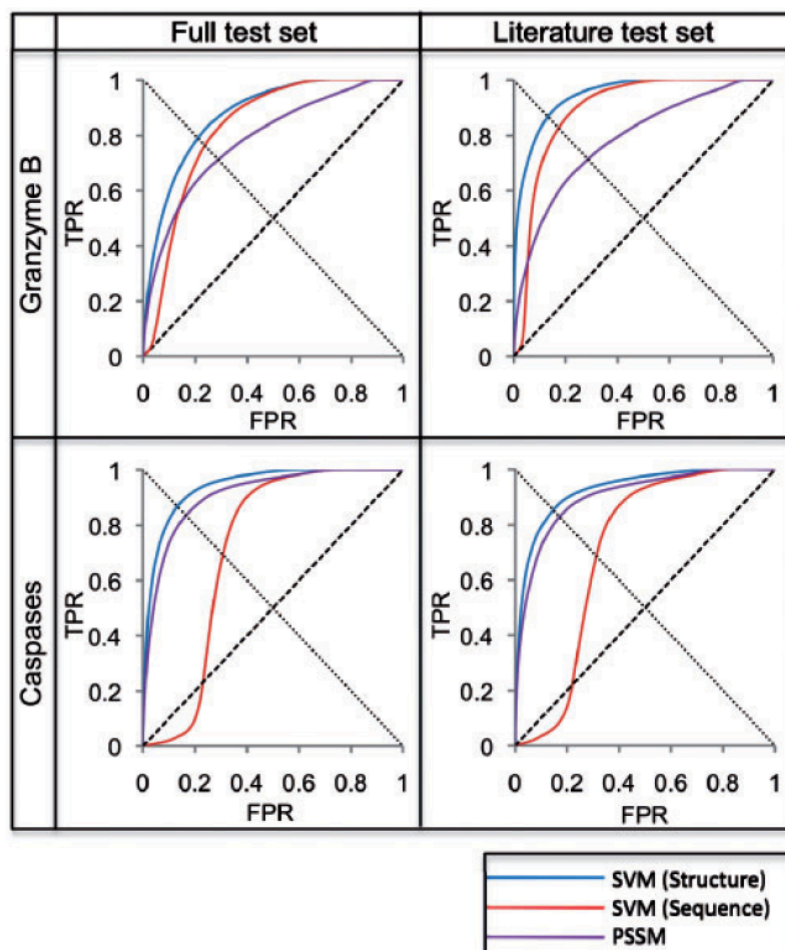 Full test set
Literature test set
Granzyme B
TPR
1
0.8
0.6
0.4
0.2
0
0 0.2 0.4 0.6 0.8 1
FPR
TPR
1
0.8
0.6
0.4
0.2
0
0 0.2 0.4 0.6 0.8 1
FPR
Caspases
TPR
1
0.8
0.6
0.4
0.2
0
0 0.2 0.4 0.6 0.8 1
FPR
TPR
1
0.8
0.6
0.4
0.2
0
0 0.2 0.4 0.6 0.8 1
FPR
SVM (Structure)
SVM (Sequence)
PSSM